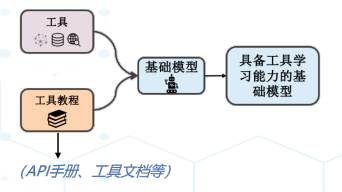 工具
基础模型
具备工具学
习能力的基
础模型
工具教程
（API手册、工具文档等）